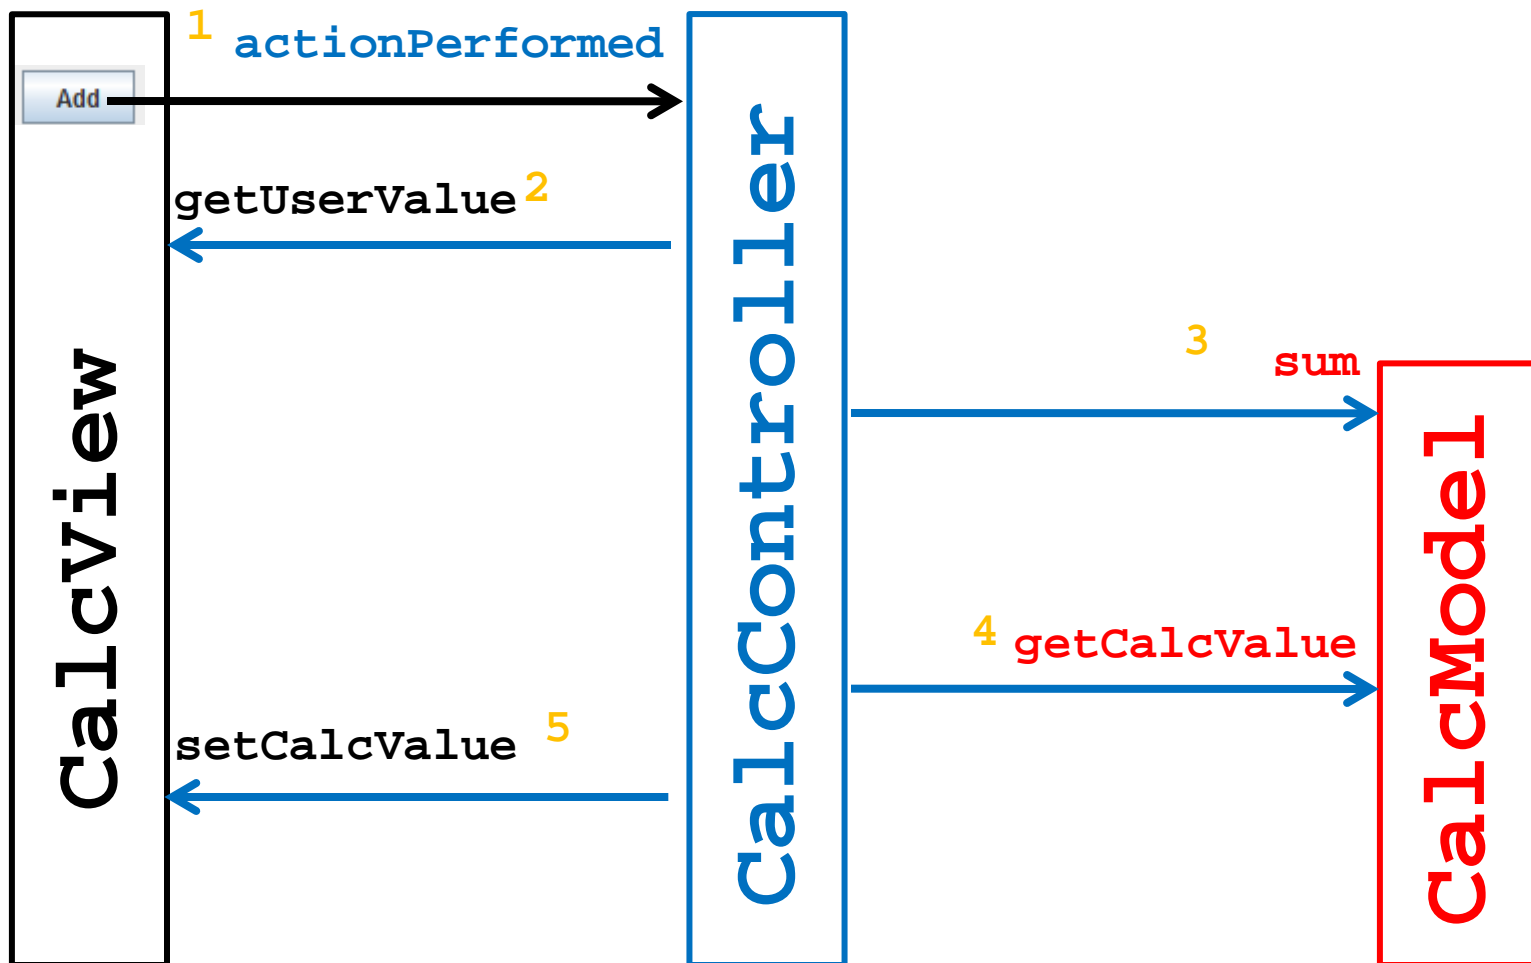 1
actionPerformed
Add
getUserValue 2
3
sum
4 getCalcValue
setCalcValue 5
CalcView
CalcController
CalcModel